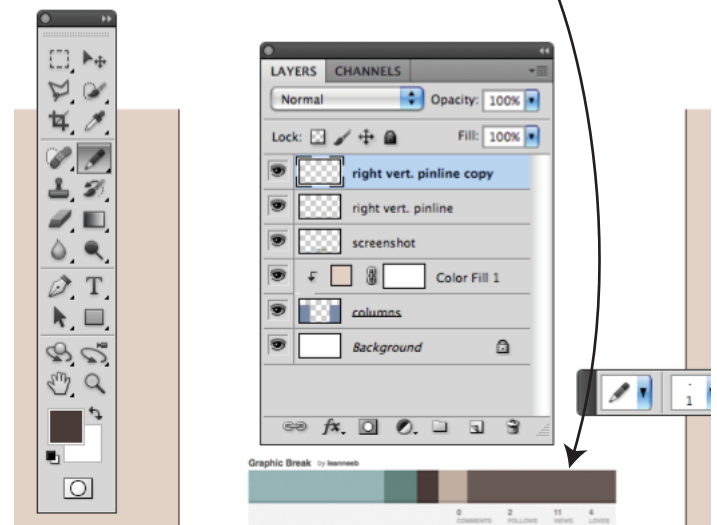 LAYERS CHANNELS
Normal Opacity: 100%
Lock: Fill: 100%
right vert. pinline copy
right vert. pinline
screenshot
Color Fill 1
columns
Background
1
fx.
T
Graphic Break by leanneeb
0 2 11 4
COMMENTS FOLLOWS VIEWS LOVES